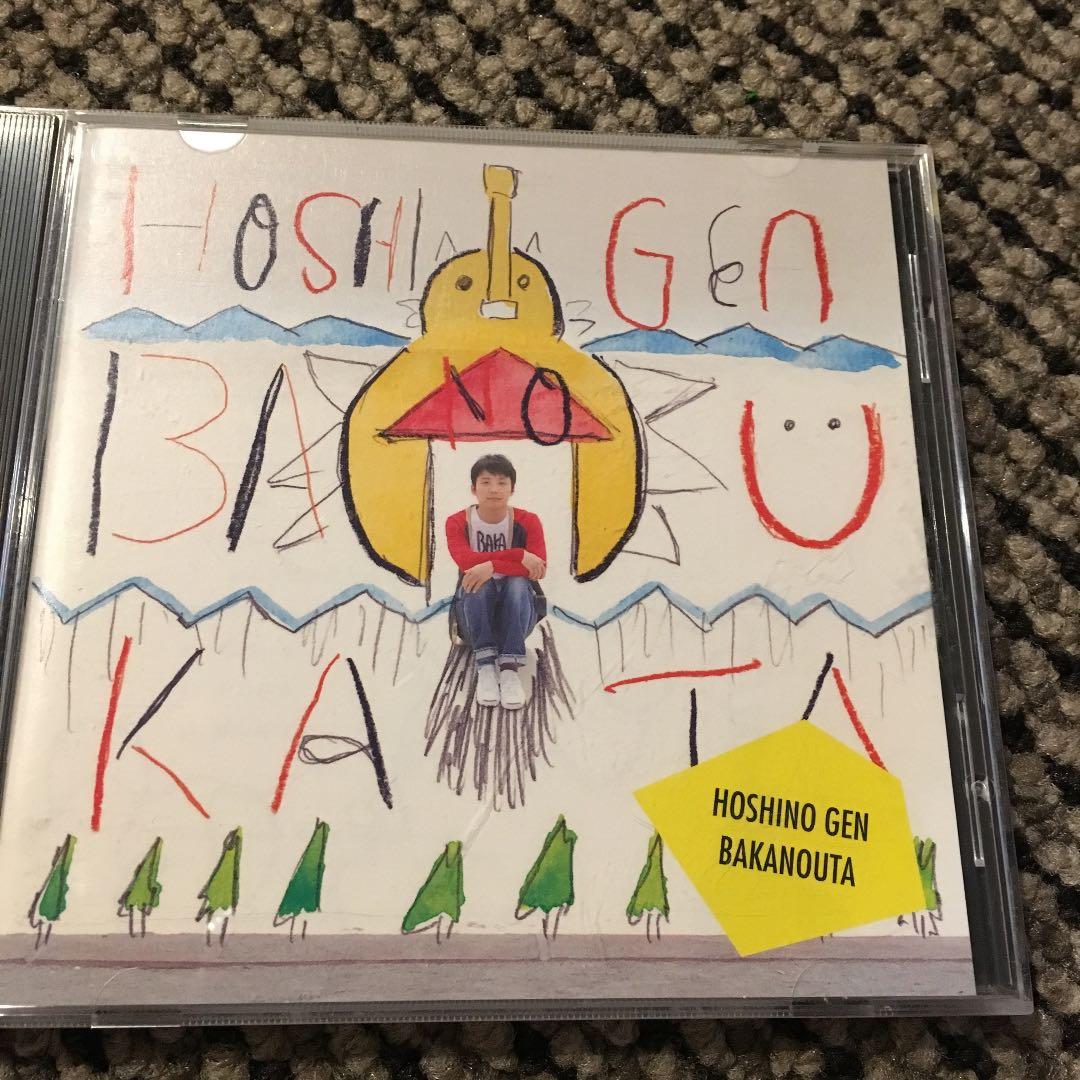 HOSHI GEN
BA NO U
BAKA
KA TA
HOSHINO GEN
BAKANOUTA